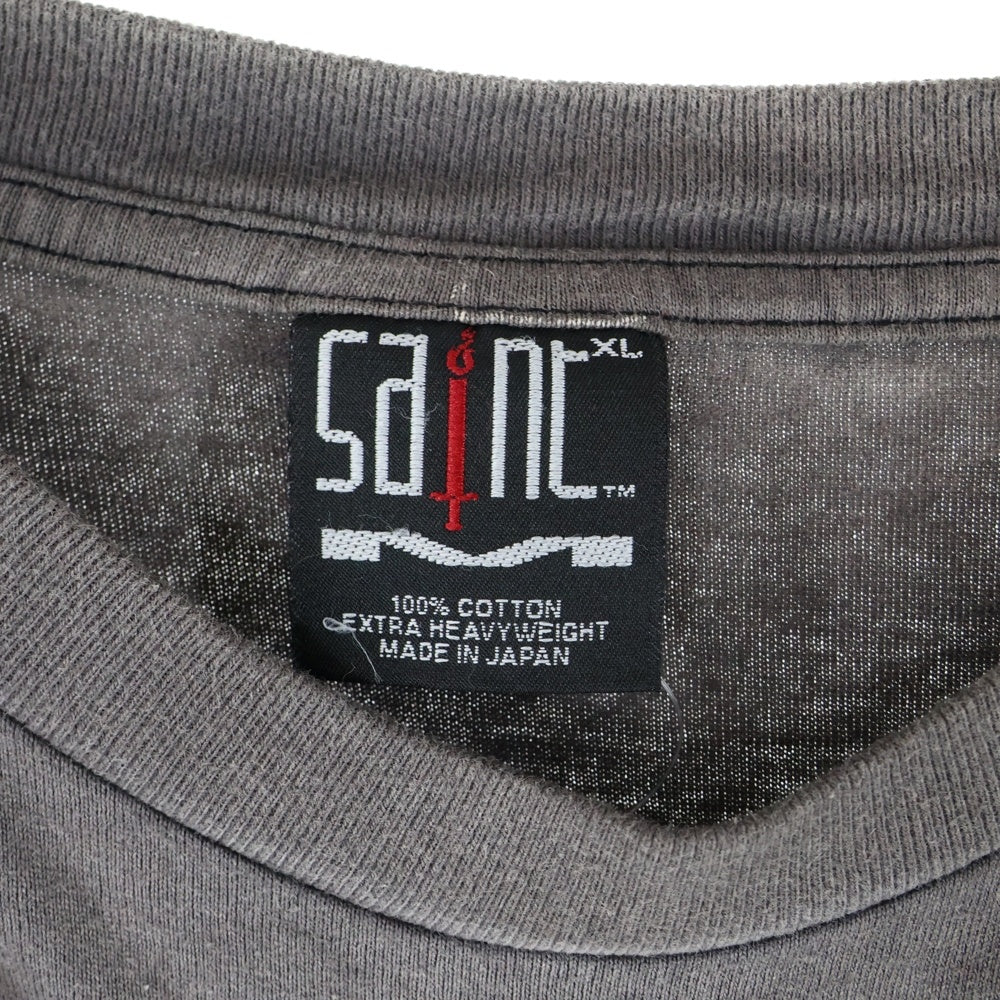 saint XL
TM
M
100% COTTON
EXTRA HEAVYWEIGHT
MADE IN JAPAN